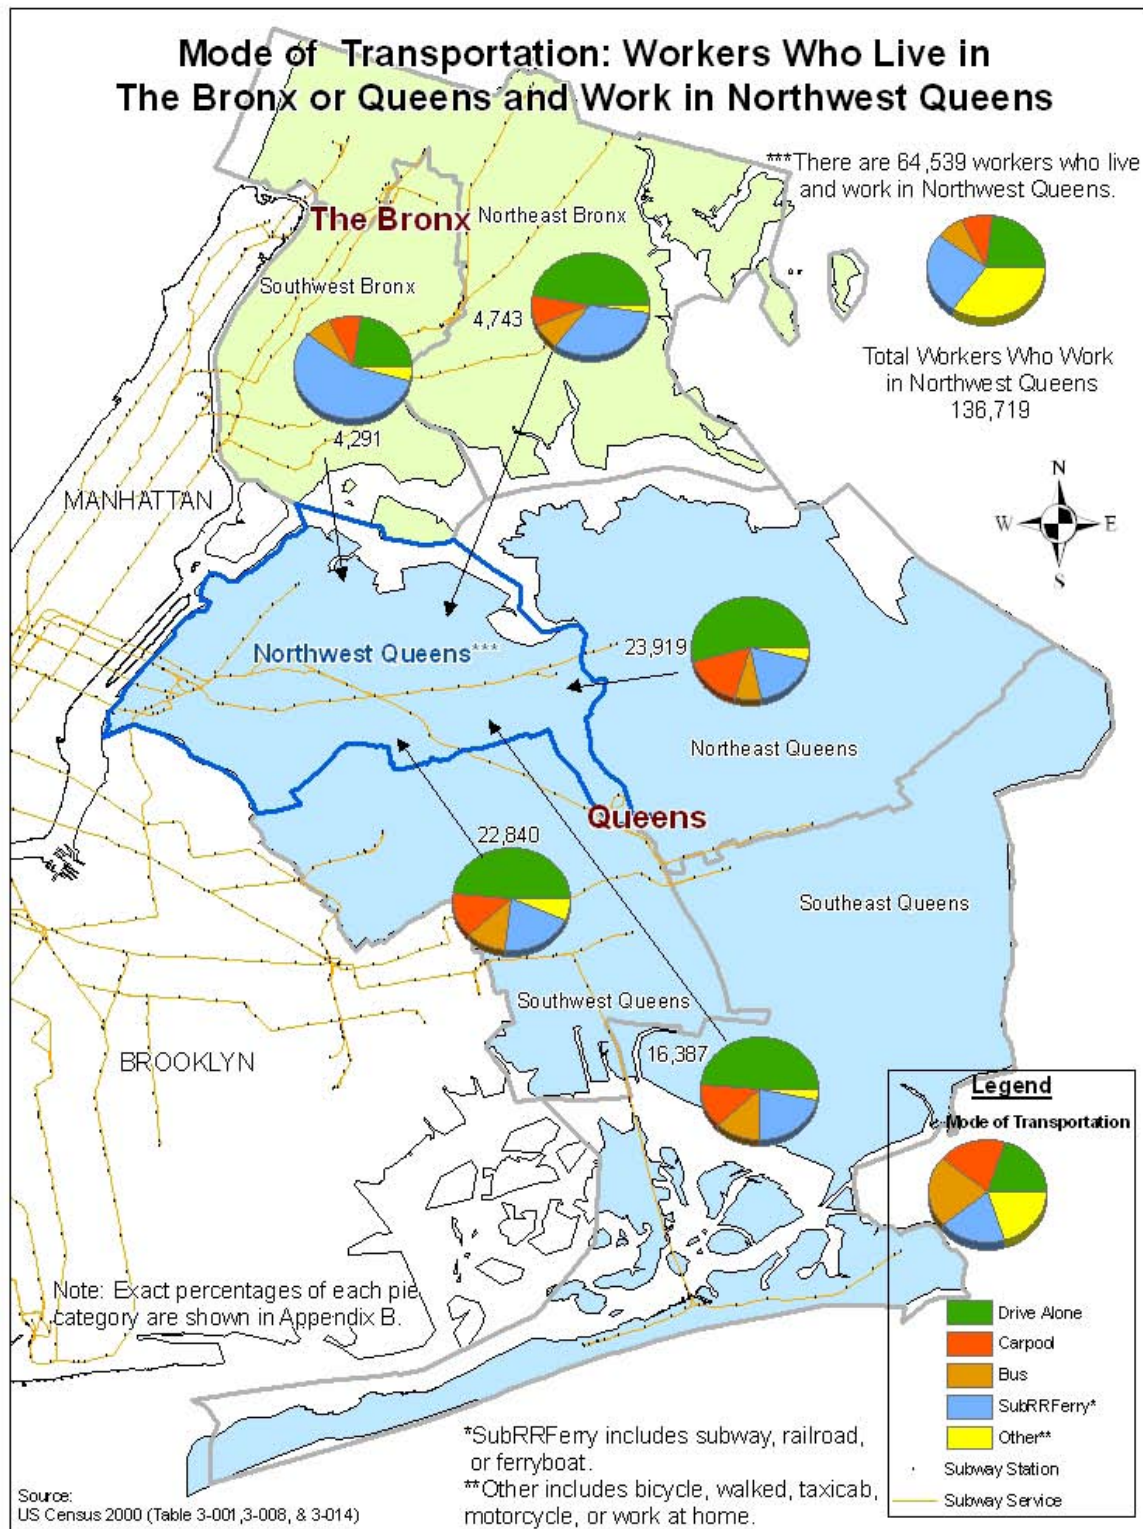 Mode of Transportation: Workers Who Live in
The Bronx or Queens and Work in Northwest Queens
***There are 64,539 workers who live
and work in Northwest Queens.
The Bronx
Northeast Bronx
Southwest Bronx
4,743
4,291
Total Workers Who Work
in Northwest Queens
136,719
MANHATTAN
N
W
E
S
Northwest Queens***
23,919
Northeast Queens
Queens
22,840
Southeast Queens
Southwest Queens
16,387
BROOKLYN
Legend
Mode of Transportation
Drive Alone
Carpool
Bus
SubRRFerry*
Other**
Subway Station
Subway Service
Note: Exact percentages of each pie
category are shown in Appendix B.
*SubRRFerry includes subway, railroad,
or ferryboat.
**Other includes bicycle, walked, taxicab,
motorcycle, or work at home.
Source:
US Census 2000 (Table 3-001,3-008, & 3-014)